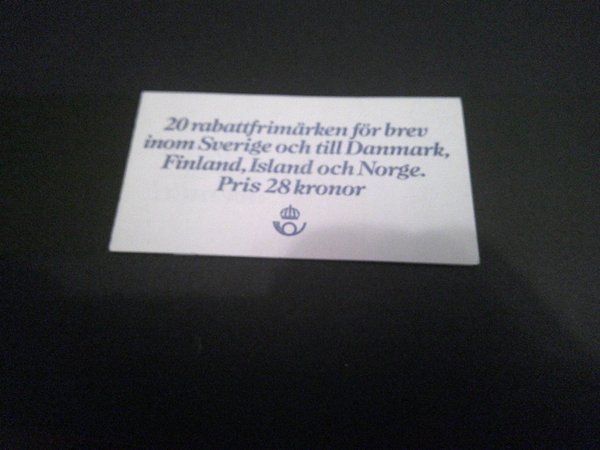 20 rabattfrimärken för brev
inom Sverige och till Danmark,
Finland, Island och Norge.
Pris 28 kronor